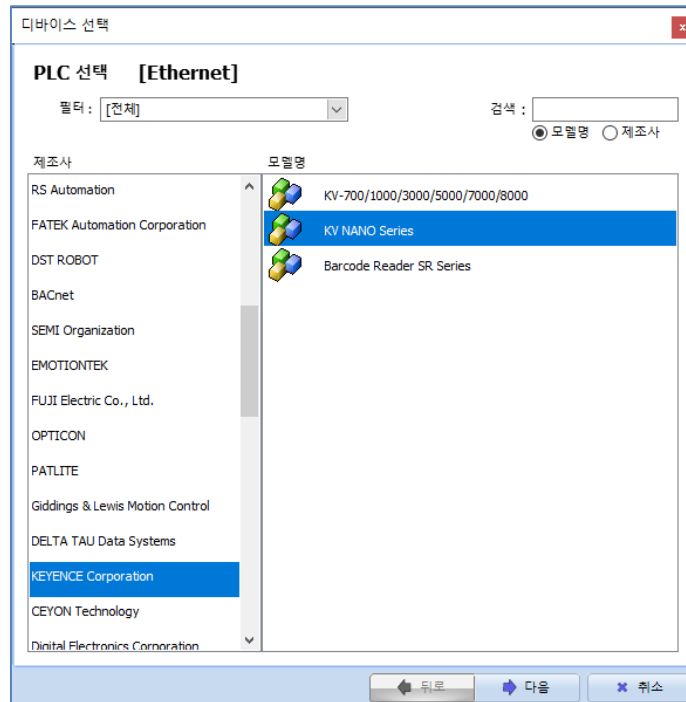 디바이스 선택
x
PLC 선택 [Ethernet]
필터 : [전체]
검색 :
모델명 제조사
제조사
RS Automation
FATEK Automation Corporation
DST ROBOT
BACnet
SEMI Organization
EMOTIONTEK
FUJI Electric Co., Ltd.
OPTICON
PATLITE
Giddings & Lewis Motion Control
DELTA TAU Data Systems
KEYENCE Corporation
CEYON Technology
Digital Electronics Corporation
모델명
KV-700/1000/3000/5000/7000/8000
KV NANO Series
Barcode Reader SR Series
뒤로 다음 취소